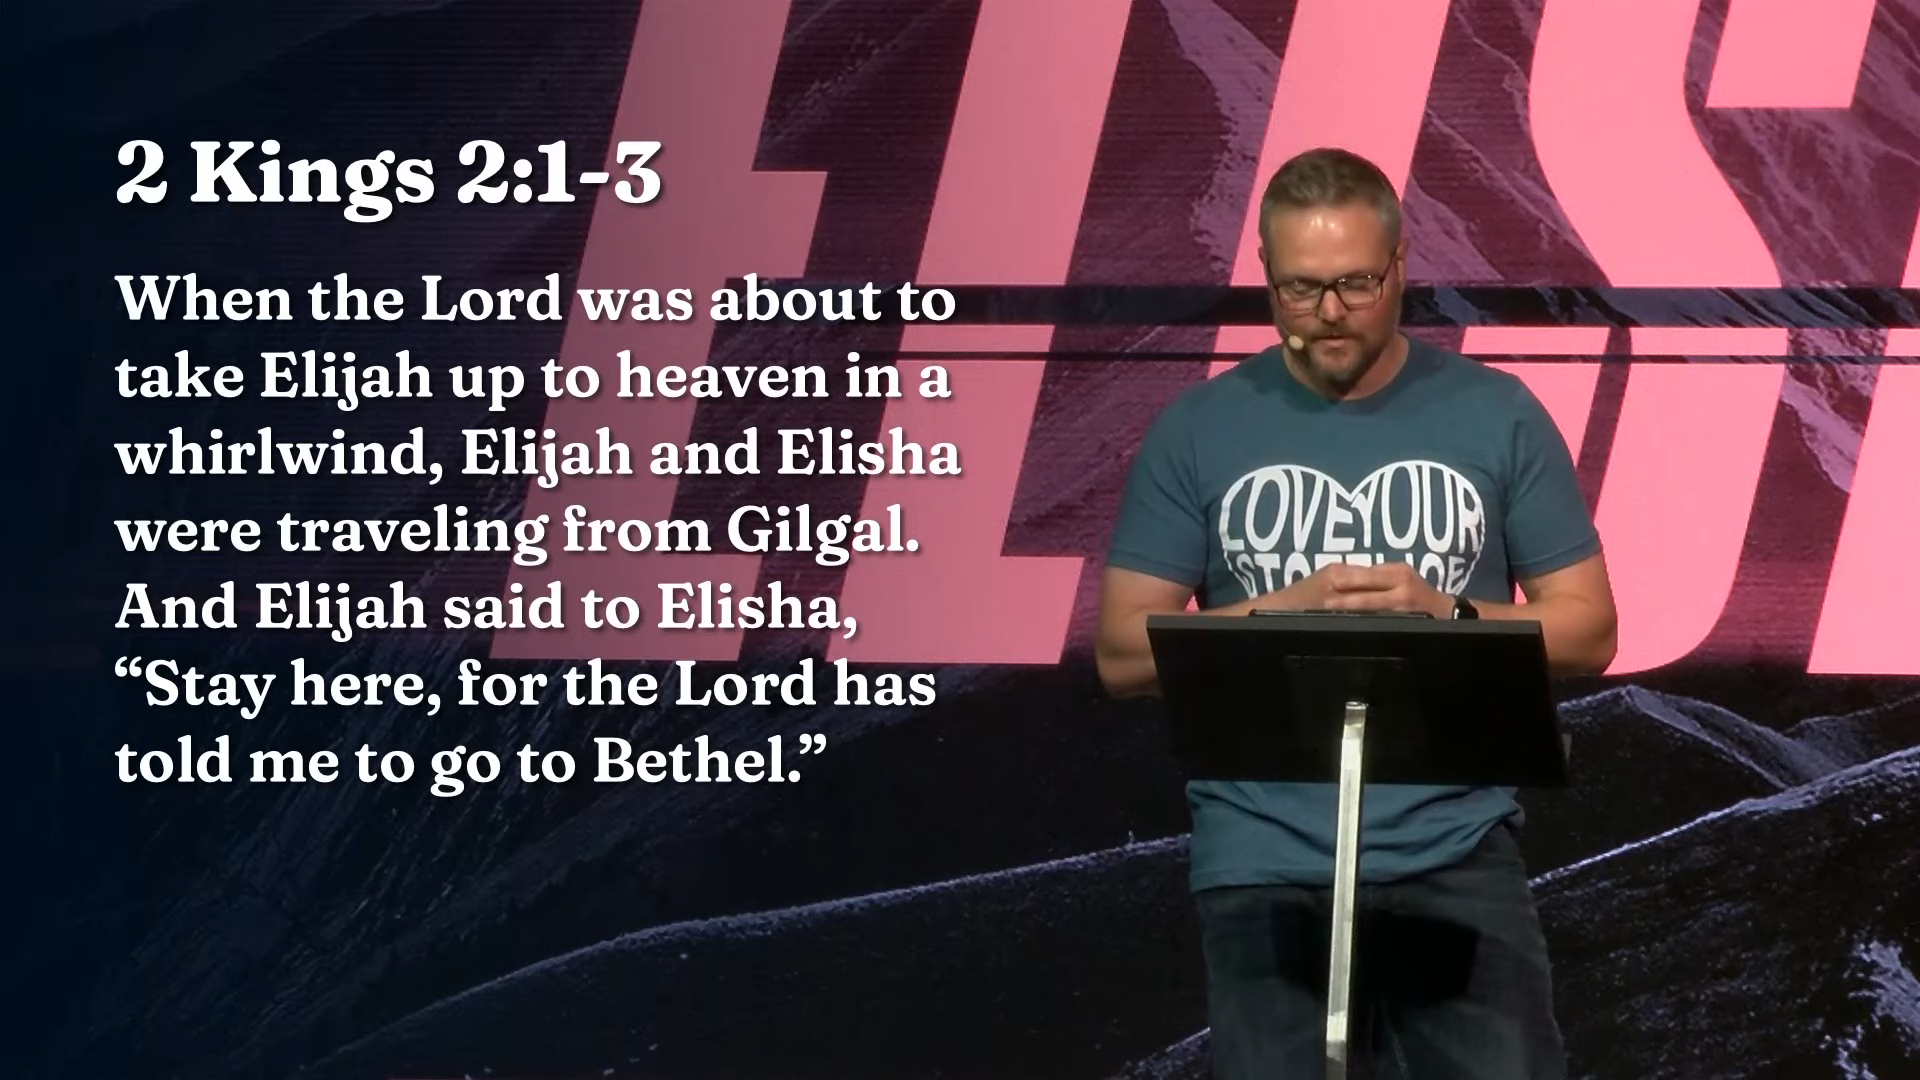 2 Kings 2:1-3
When the Lord was about to
take Elijah up to heaven in a
whirlwind, Elijah and Elisha
were traveling from Gilgal.
And Elijah said to Elisha,
“Stay here, for the Lord has
told me to go to Bethel.”
LOVE YOUR